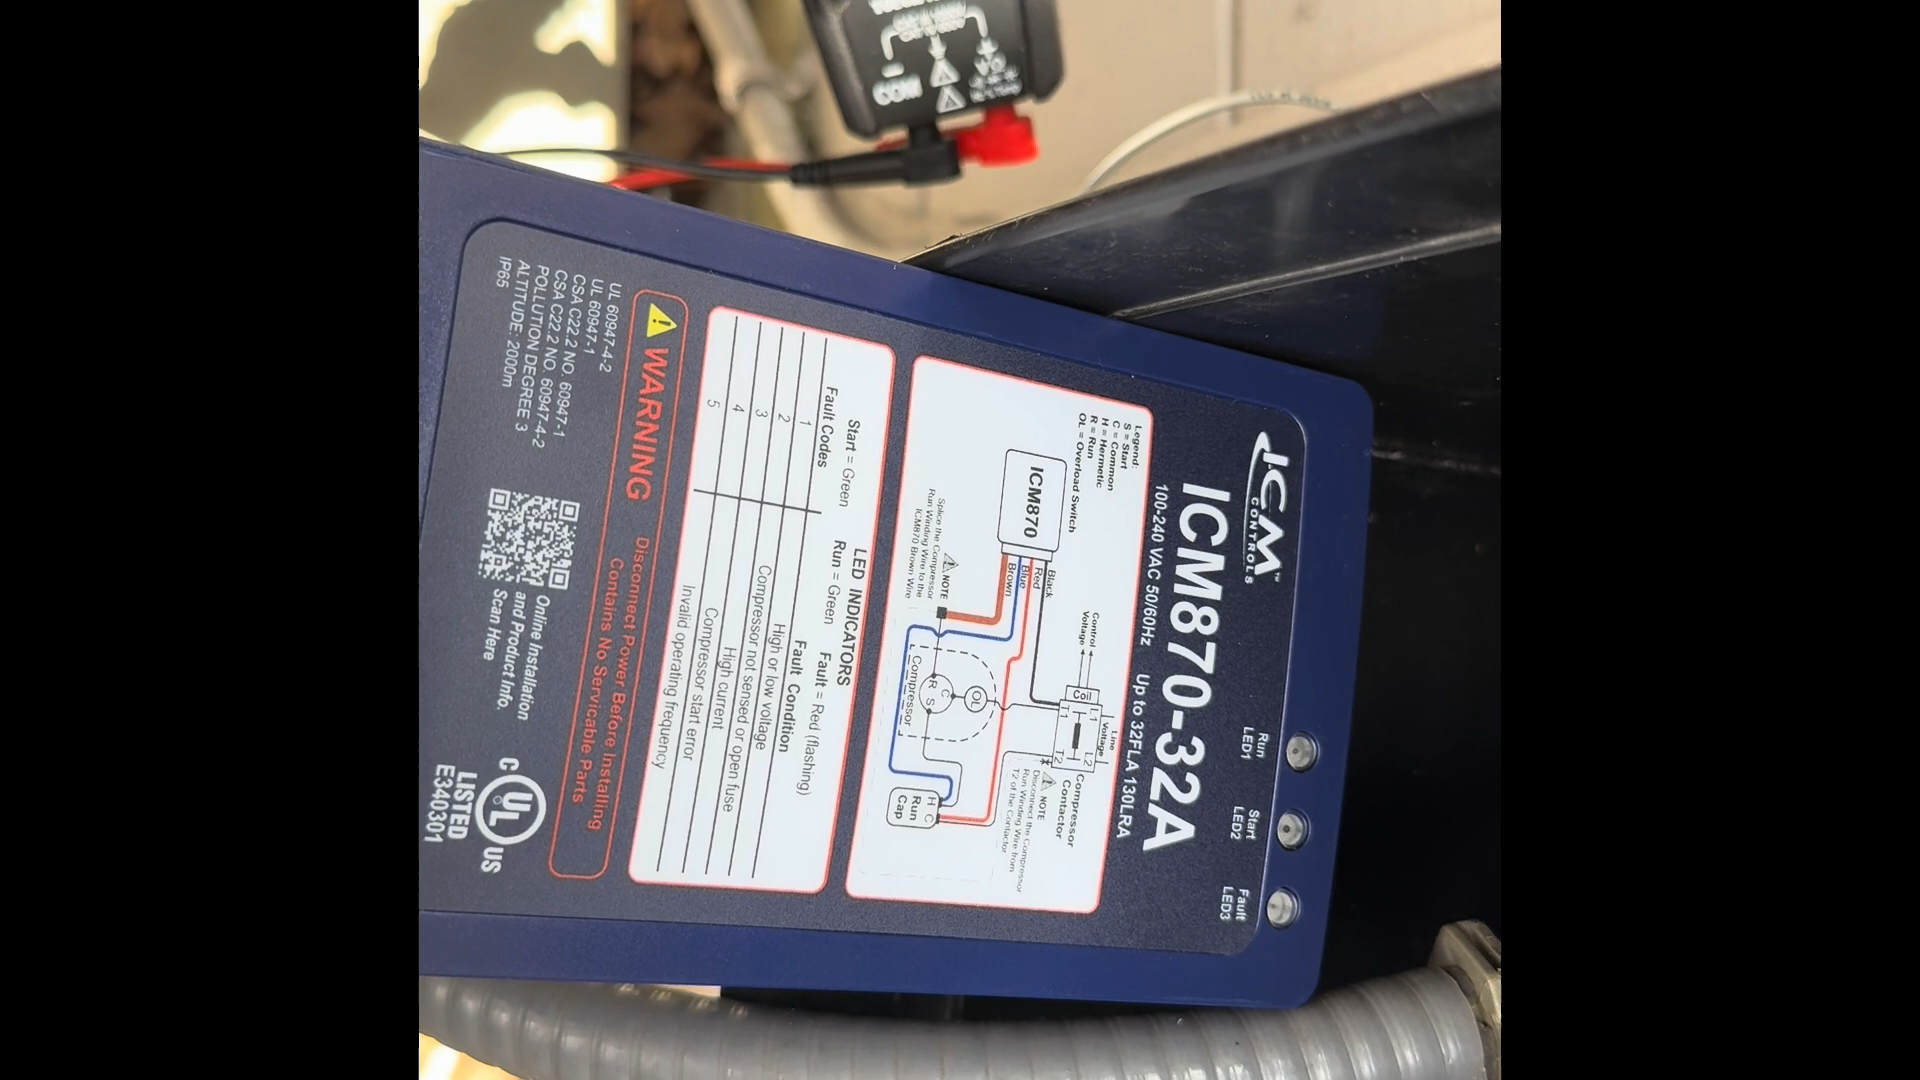 COM
ICM™
CONTROLS
ICM870-32A
100-240 VAC 50/60Hz Up to 32FLA 130LRA
Run
LED1
Start
LED2
Fault
LED3
Legend:
S = Start
C = Common
H = Hermetic
R = Run
OL = Overload Switch
ICM870
Black
Red
Blue
Brown
Control
Voltage
Line
Voltage
Coil
L1
L2
T1
T2
Compressor
Contactor
NOTE
Disconnect the Compressor
Run Winding Wire from
T2 of the Contactor
NOTE
Splice the Compressor
Run Winding Wire to the
ICM870 Brown Wire
OL
C
R
S
Compressor
H C
Run
Cap
LED INDICATORS
Start = Green Run = Green Fault = Red (flashing)
Fault Codes Fault Condition
1 High or low voltage
2 Compressor not sensed or open fuse
3 High current
4 Compressor start error
5 Invalid operating frequency
WARNING
Disconnect Power Before Installing
Contains No Servicable Parts
UL 60947-4-2
UL 60947-1
CSA C22.2 NO. 60947-1
CSA C22.2 NO. 60947-4-2
POLLUTION DEGREE 3
ALTITUDE: 2000m
IP65
Online Installation
and Product Info.
Scan Here
C UL US
LISTED
E340301